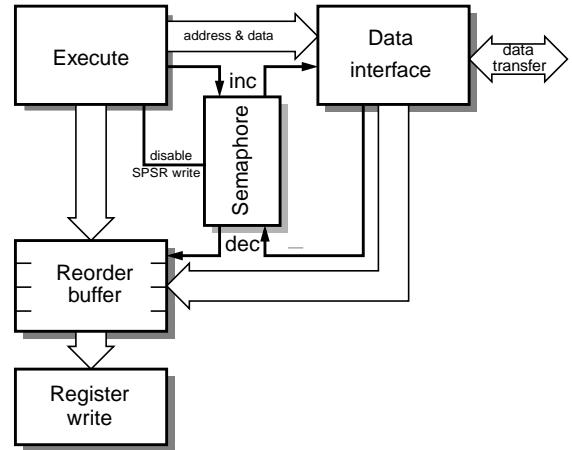 Execute
address & data
Data
interface
data
transfer
inc
Semaphore
disable
SPSR write
dec
Reorder
buffer
Register
write